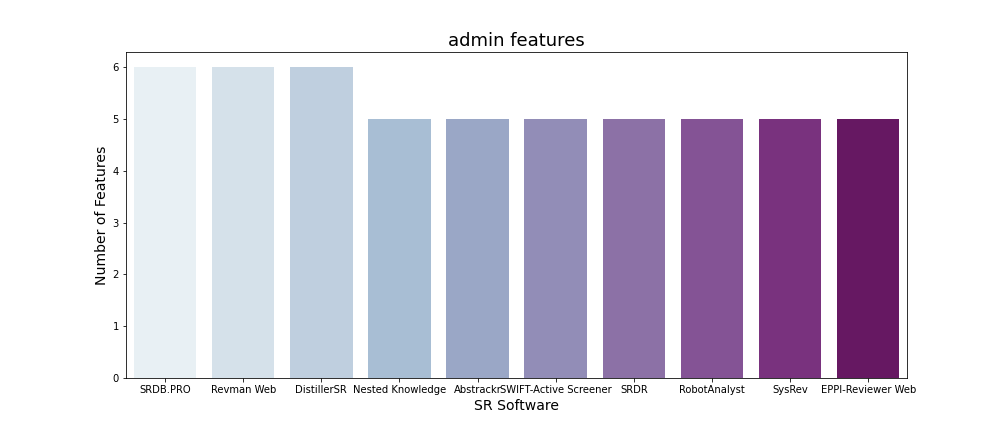 admin features
Number of Features
6
5
4
3
2
1
0
SRDB.PRO Revman Web DistillerSR Nested Knowledge Abstrackr SWIFT-Active Screener SRDR RobotAnalyst SysRev EPPI-Reviewer Web
SR Software